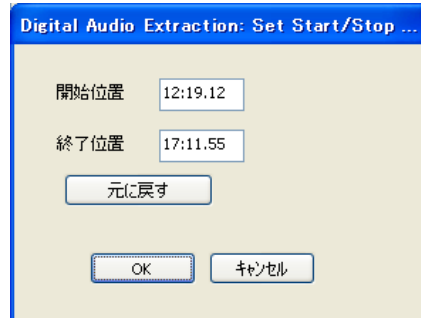 Digital Audio Extraction: Set Start/Stop ...
開始位置 12:19.12
終了位置 17:11.55
元に戻す
OK キャンセル